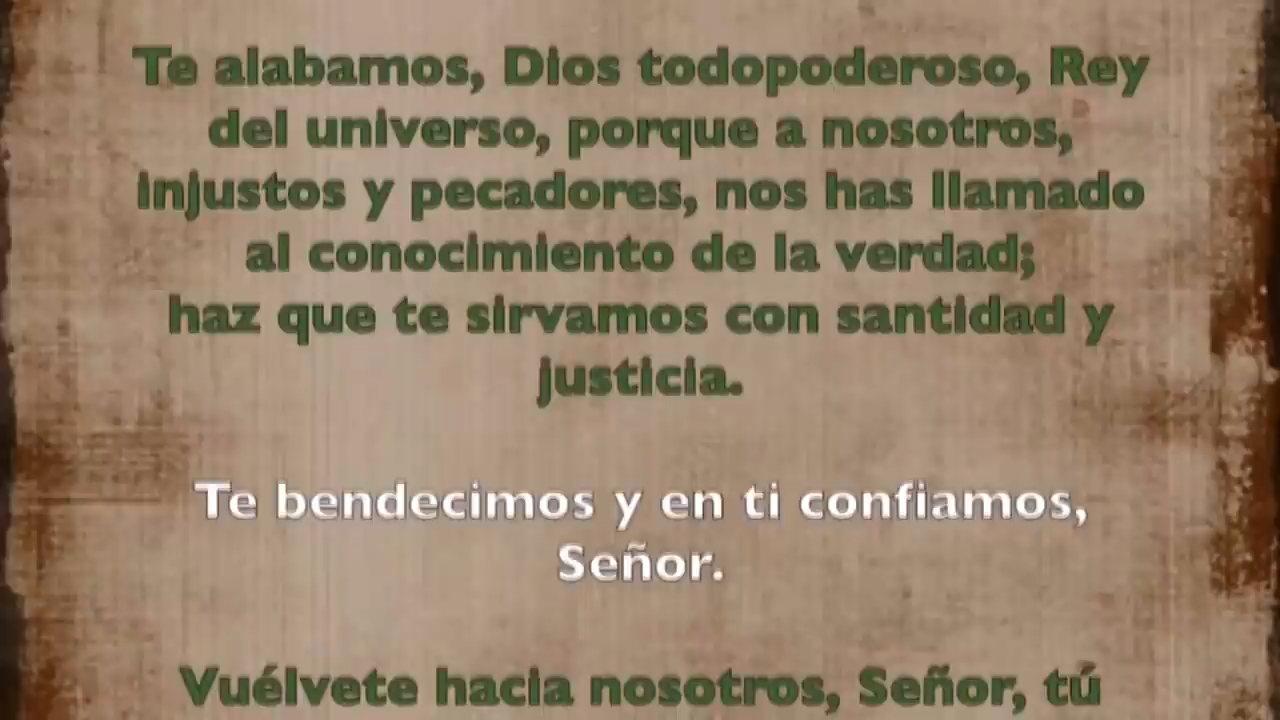 Te alabamos, Dios todopoderoso, Rey
del universo, porque a nosotros,
injustos y pecadores, nos has llamado
al conocimiento de la verdad;
haz que te sirvamos con santidad y
justicia.
Te bendecimos y en ti confiamos,
Señor.
Vuélvete hacia nosotros, Señor, tú